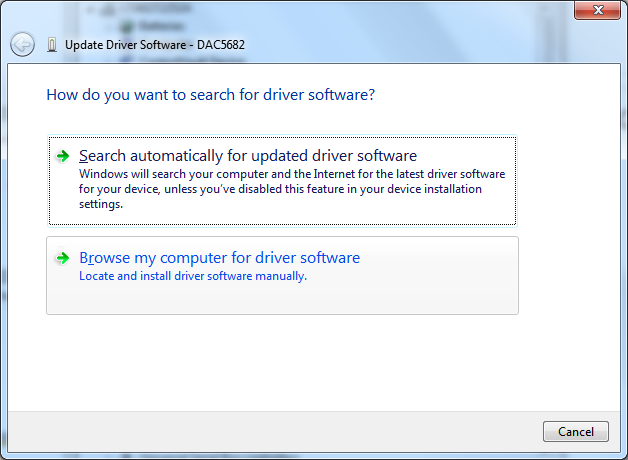 Update Driver Software - DAC5682
How do you want to search for driver software?
Search automatically for updated driver software
Windows will search your computer and the Internet for the latest driver software
for your device, unless you've disabled this feature in your device installation
settings.
Browse my computer for driver software
Locate and install driver software manually.
Cancel